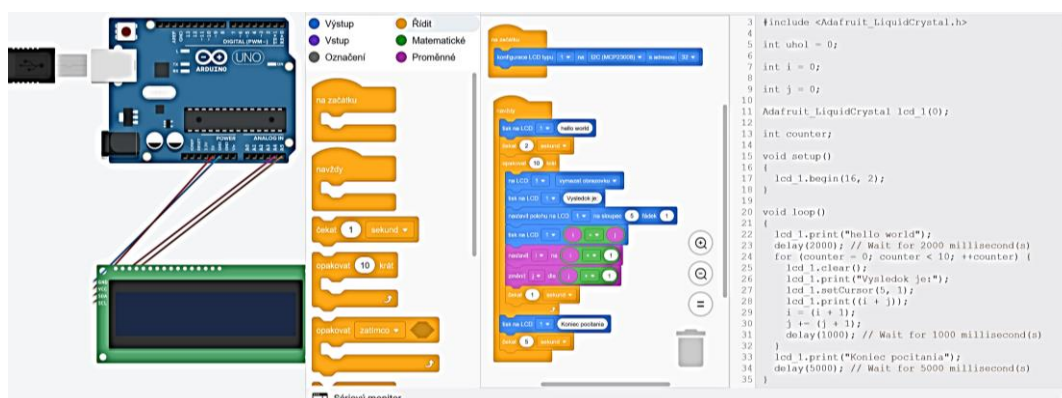 DIGITAL (PWM~)
UNO
ARDUINO
POWER
ANALOG IN
GND
VCC
SDA
SCL
Výstup
Vstup
Označení
Řídit
Matematické
Proměnné
na začátku
navždy
čekat 1 sekund
opakovat 10 krát
opakovat zatímco
Sériový monitor
na začátku
konfigurace LCD typu 1 na I2C (MCP23008) s adresou 32
navždy
tisk na LCD 1 hello world
čekat 2 sekund
opakovat 10 krát
na LCD 1 vymazat obrazovku
tisk na LCD 1 Vysledok je:
nastavit polohu na LCD 1 na sloupec 5 řádek 1
tisk na LCD 1 i + j
nastavit i na i + 1
změnit j dle j + 1
čekat 1 sekund
tisk na LCD 1 Koniec pocitania
čekat 5 sekund
3 #include <Adafruit_LiquidCrystal.h>
4
5 int uhol = 0;
6
7 int i = 0;
8
9 int j = 0;
10
11 Adafruit_LiquidCrystal lcd_1(0);
12
13 int counter;
14
15 void setup()
16 {
17 lcd_1.begin(16, 2);
18 }
19
20 void loop()
21 {
22 lcd_1.print("hello world");
23 delay(2000); // Wait for 2000 millisecond(s)
24 for (counter = 0; counter < 10; ++counter) {
25 lcd_1.clear();
26 lcd_1.print("Vysledok je:");
27 lcd_1.setCursor(5, 1);
28 lcd_1.print((i + j));
29 i = (i + 1);
30 j += (j + 1);
31 delay(1000); // Wait for 1000 millisecond(s)
32 }
33 lcd_1.print("Koniec pocitania");
34 delay(5000); // Wait for 5000 millisecond(s)
35 }